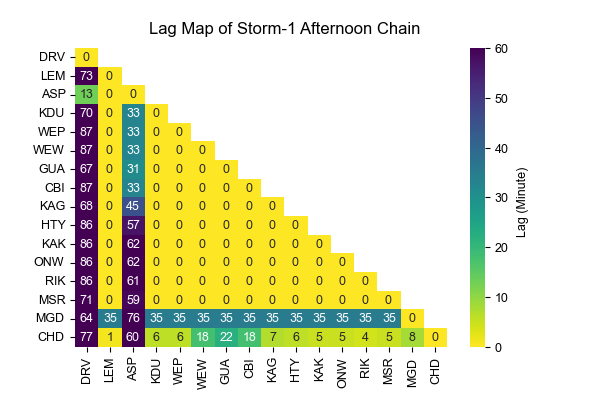 Lag Map of Storm-1 Afternoon Chain
DRV 0
LEM 73 0
ASP 13 0 0
KDU 70 0 33 0
WEP 87 0 33 0 0
WEW 87 0 33 0 0 0
GUA 67 0 31 0 0 0 0
CBI 87 0 33 0 0 0 0 0
KAG 68 0 45 0 0 0 0 0 0
HTY 86 0 57 0 0 0 0 0 0 0
KAK 86 0 62 0 0 0 0 0 0 0 0
ONW 86 0 62 0 0 0 0 0 0 0 0 0
RIK 86 0 61 0 0 0 0 0 0 0 0 0 0
MSR 71 0 59 0 0 0 0 0 0 0 0 0 0 0
MGD 64 35 76 35 35 35 35 35 35 35 35 35 35 35 0
CHD 77 1 60 6 6 18 22 18 7 6 5 5 4 5 8 0
DRV LEM ASP KDU WEP WEW GUA CBI KAG HTY KAK ONW RIK MSR MGD CHD
60
50
40
30
20
10
0
Lag (Minute)